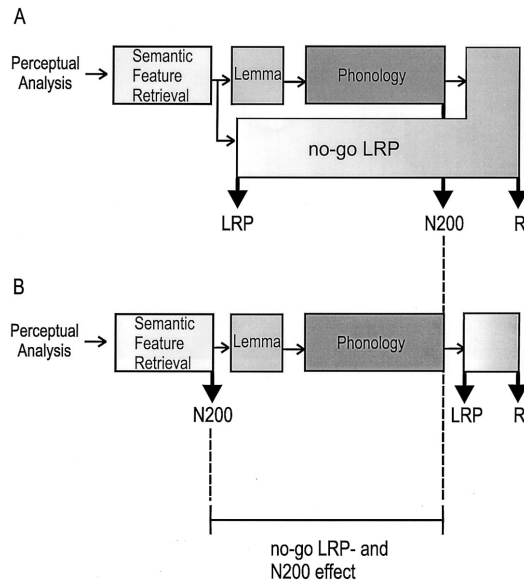 A
Perceptual
Analysis
Semantic
Feature
Retrieval
Lemma
Phonology
no-go LRP
LRP
N200
R
B
Perceptual
Analysis
Semantic
Feature
Retrieval
Lemma
Phonology
N200
LRP
R
no-go LRP- and
N200 effect